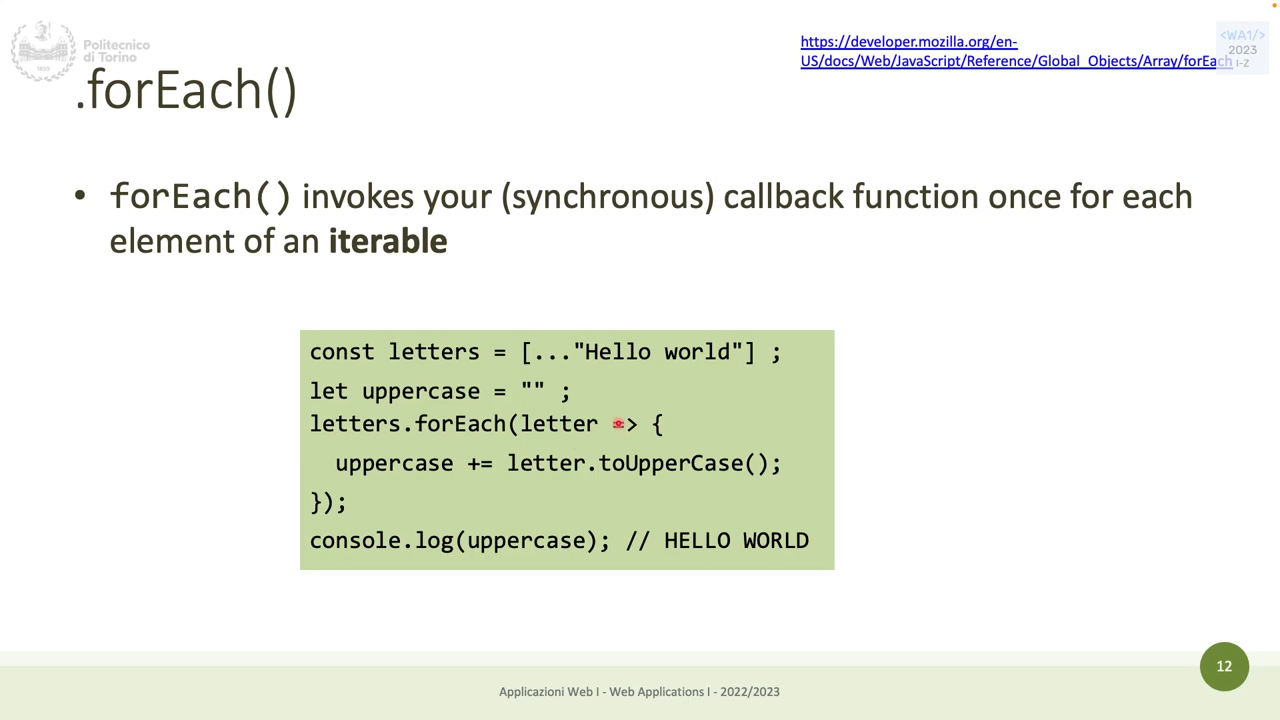 Politecnico
di Torino
1859
https://developer.mozilla.org/en-
US/docs/Web/JavaScript/Reference/Global_Objects/Array/forEach
<WA1/>
2023
I-Z
.forEach()
• forEach() invokes your (synchronous) callback function once for each
element of an iterable
const letters = [..."Hello world"] ;
let uppercase = "" ;
letters.forEach(letter => {
uppercase += letter.toUpperCase();
});
console.log(uppercase); // HELLO WORLD
12
Applicazioni Web I - Web Applications I - 2022/2023